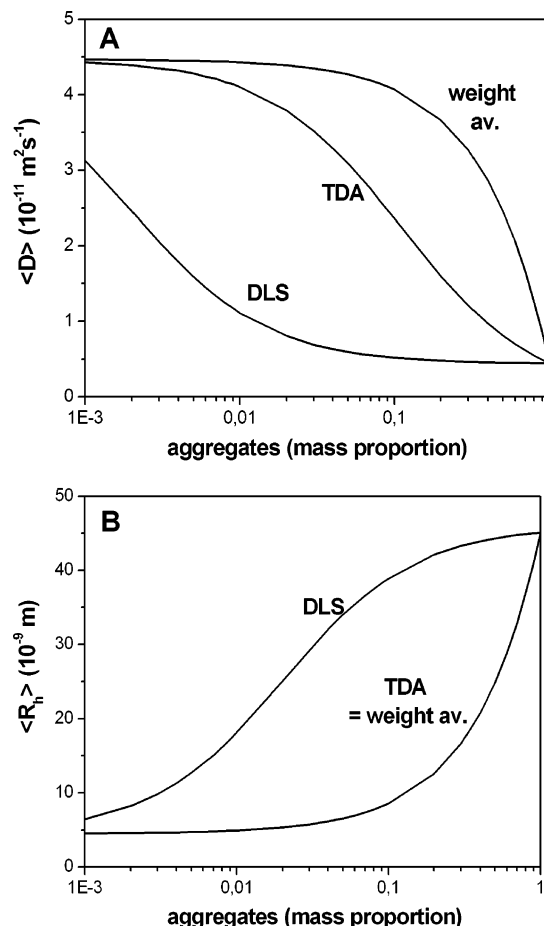 A
5
4
3
2
1
0
<D> (10⁻¹¹ m²s⁻¹)
weight
av.
TDA
DLS
1E-3
0,01
0,1
aggregates (mass proportion)
B
50
40
30
20
10
0
<Rₕ> (10⁻⁹ m)
DLS
TDA
= weight av.
1E-3
0,01
0,1
1
aggregates (mass proportion)